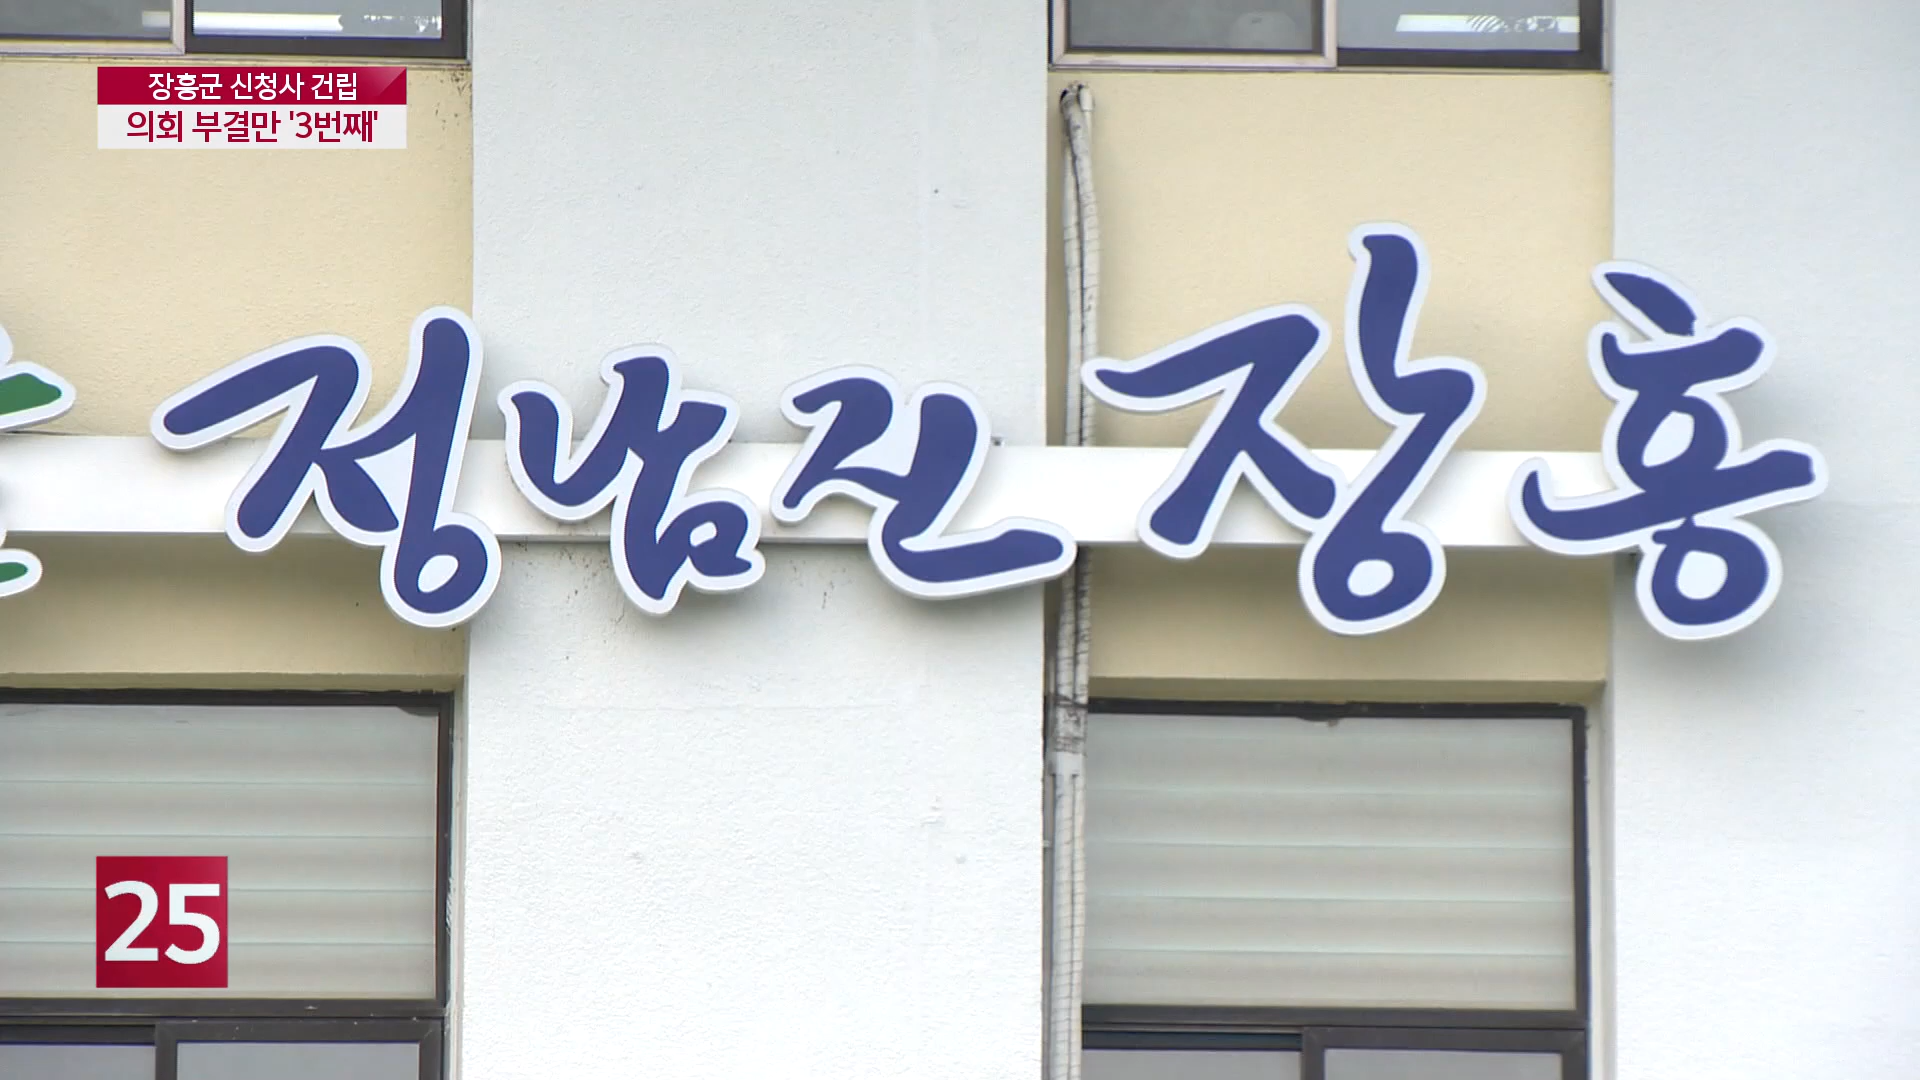 장흥군 신청사 건립
의회 부결만 '3번째'
정남진 장흥
25